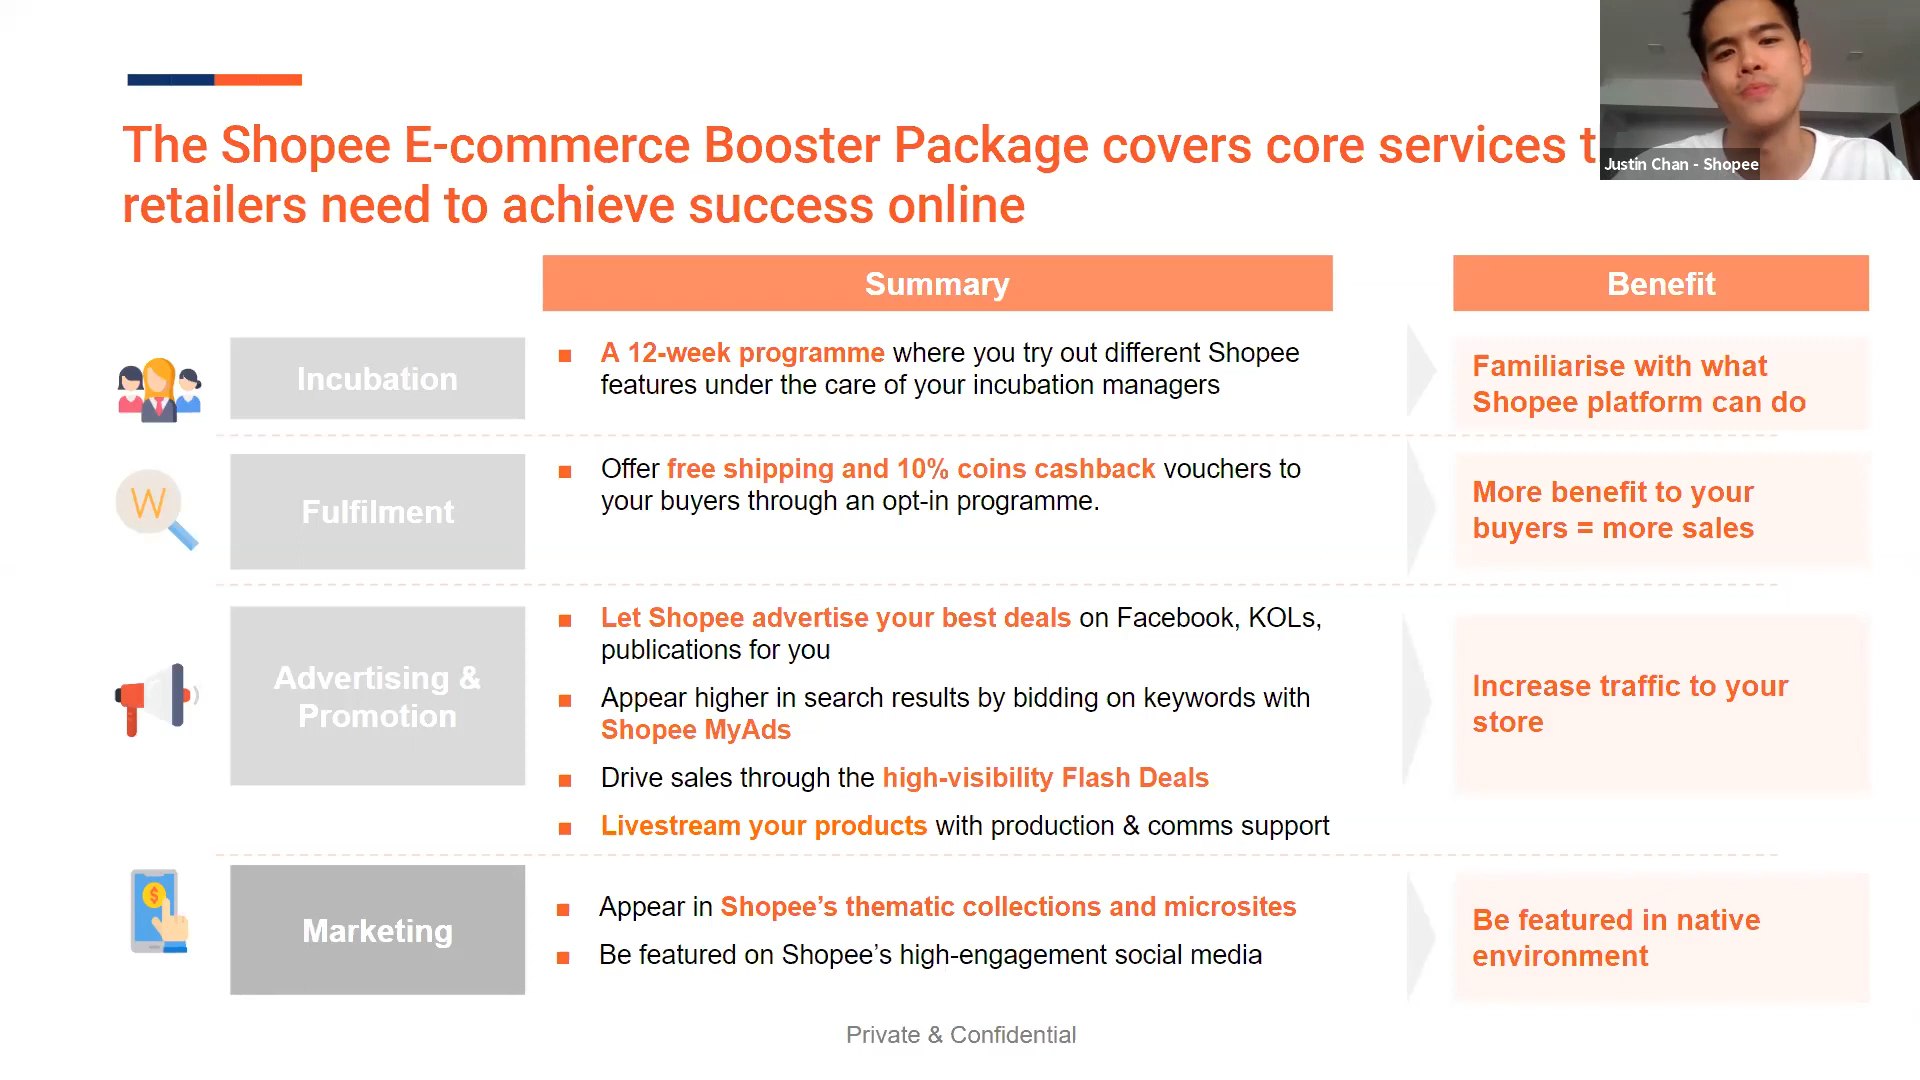 The Shopee E-commerce Booster Package covers core services
retailers need to achieve success online
Justin Chan - Shopee
Summary
Benefit
Incubation
■ A 12-week programme where you try out different Shopee
features under the care of your incubation managers
Familiarise with what
Shopee platform can do
W
Fulfilment
■ Offer free shipping and 10% coins cashback vouchers to
your buyers through an opt-in programme.
More benefit to your
buyers = more sales
Advertising &
Promotion
■ Let Shopee advertise your best deals on Facebook, KOLs,
publications for you
■ Appear higher in search results by bidding on keywords with
Shopee MyAds
■ Drive sales through the high-visibility Flash Deals
■ Livestream your products with production & comms support
Increase traffic to your
store
$
Marketing
■ Appear in Shopee’s thematic collections and microsites
■ Be featured on Shopee’s high-engagement social media
Be featured in native
environment
Private & Confidential